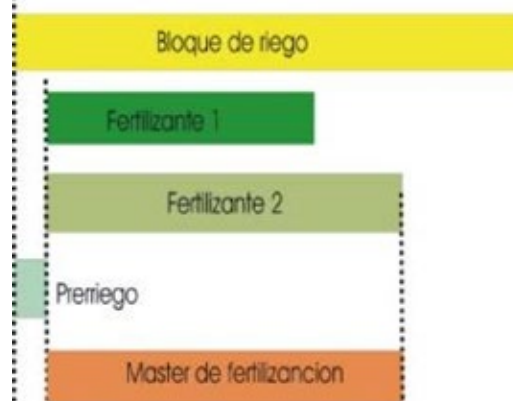 Bloque de riego
Fertilizante 1
Fertilizante 2
Prerriego
Master de fertilizancion